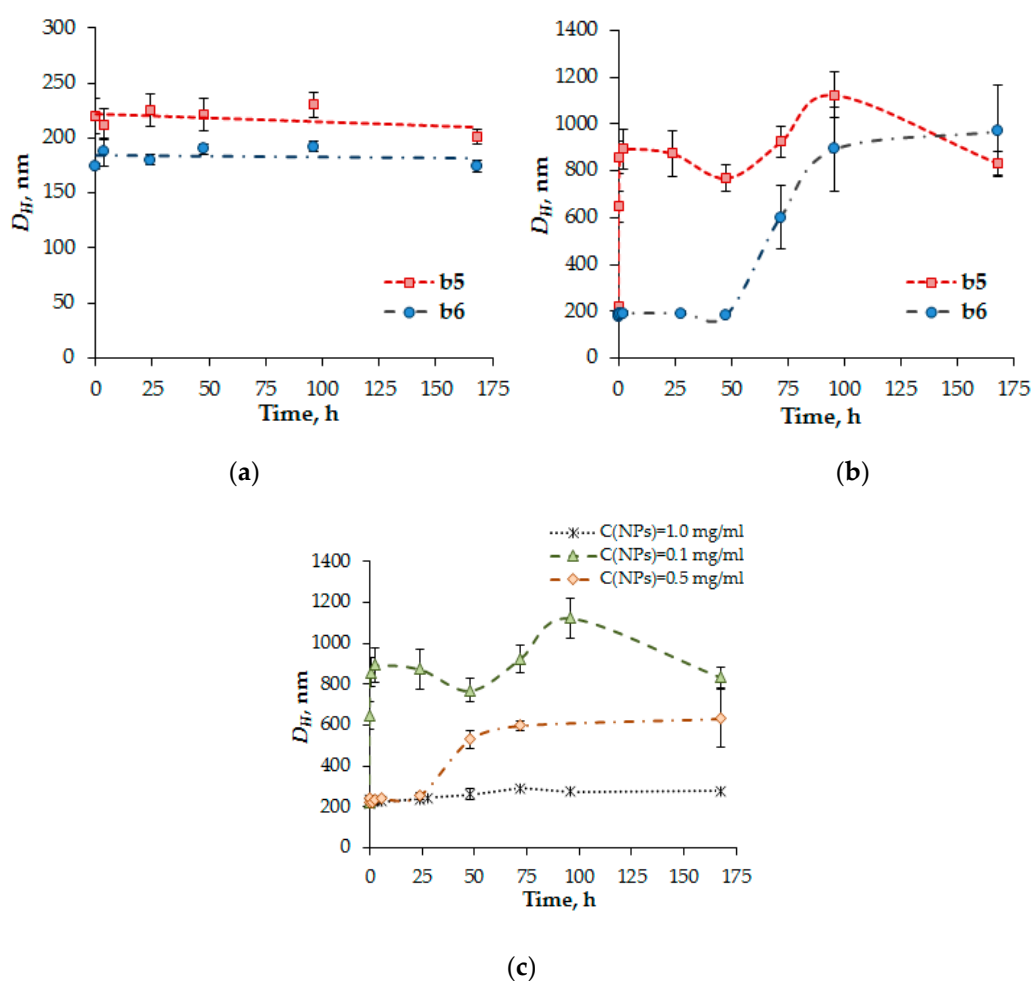 300
250
200
150
100
50
0
D_H, nm
0 25 50 75 100 125 150 175
Time, h
b5
b6
(a)
1400
1200
1000
800
600
400
200
0
D_H, nm
0 25 50 75 100 125 150 175
Time, h
b5
b6
(b)
C(NPs)=1.0 mg/ml
C(NPs)=0.1 mg/ml
C(NPs)=0.5 mg/ml
1400
1200
1000
800
600
400
200
0
D_H, nm
0 25 50 75 100 125 150 175
Time, h
(c)